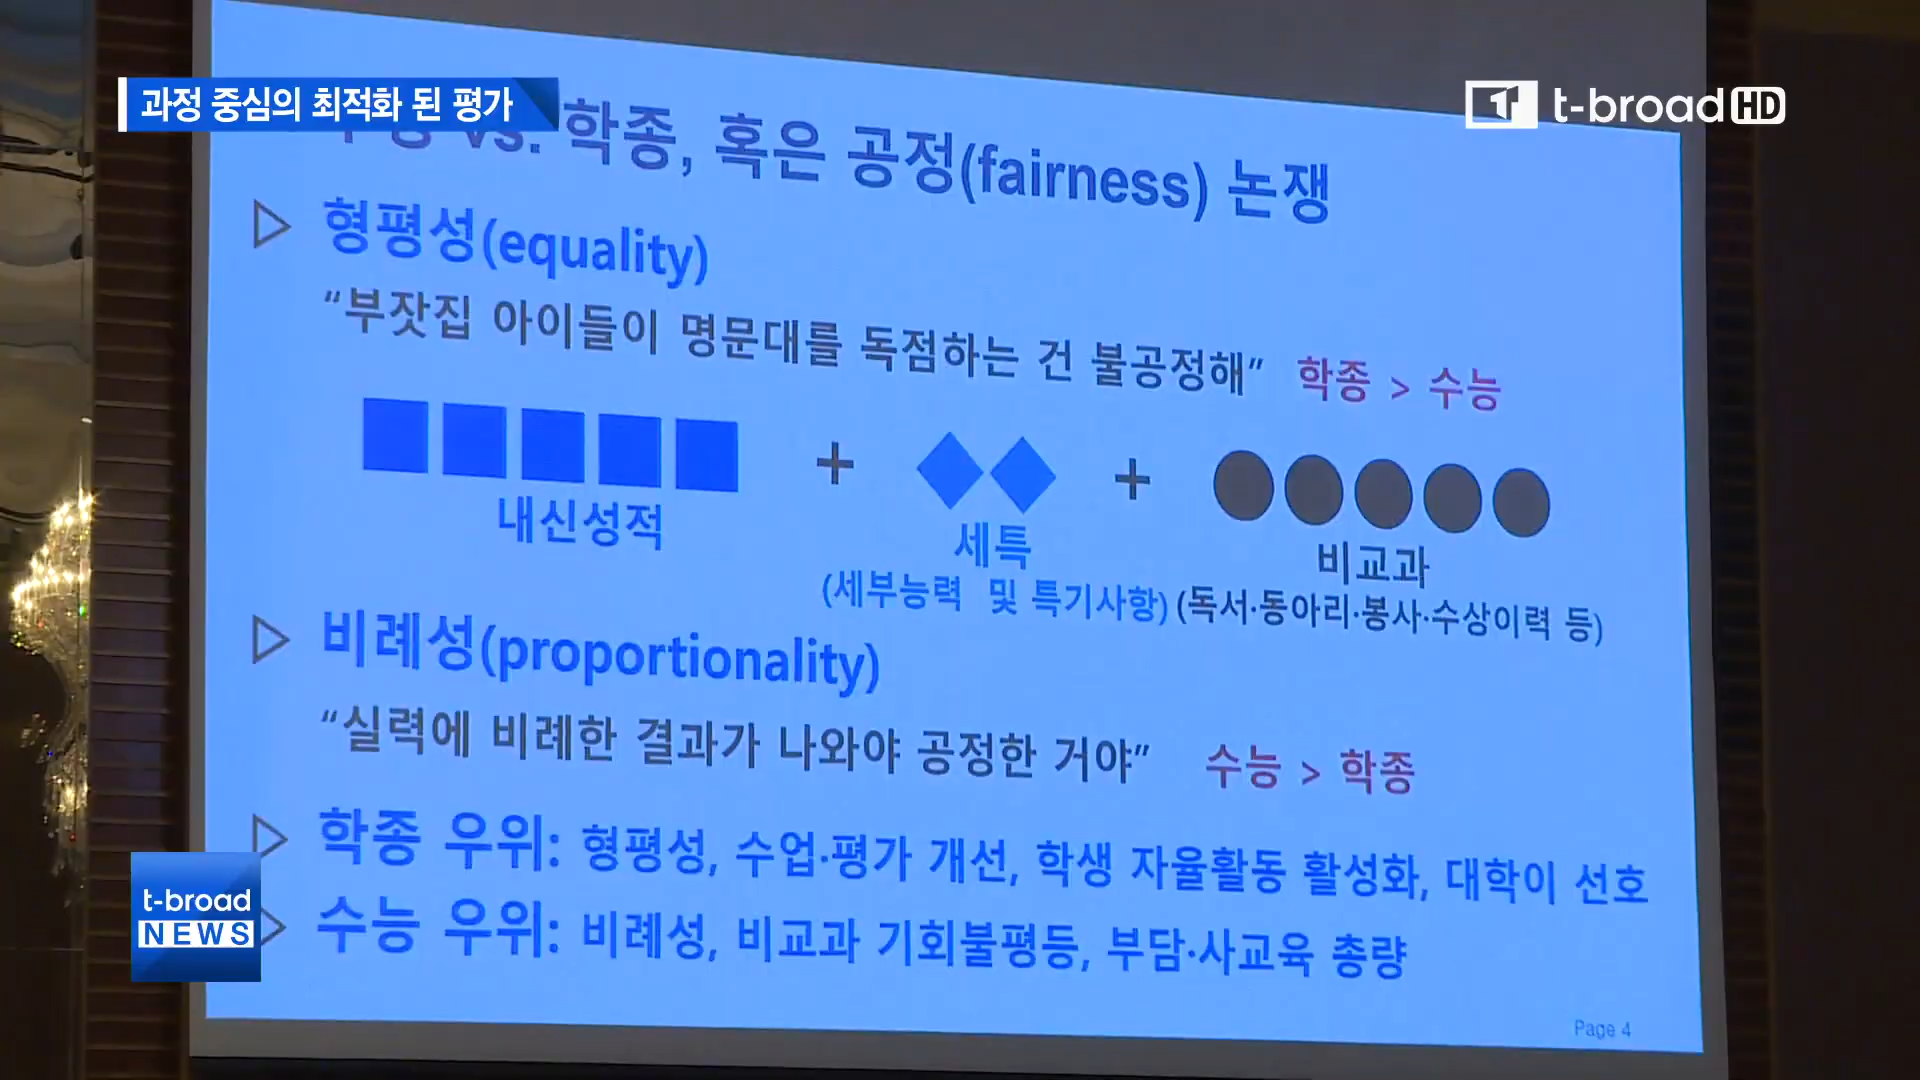 과정 중심의 최적화 된 평가
t-broad HD
vs. 학종, 혹은 공정(fairness) 논쟁
형평성(equality)
“부잣집 아이들이 명문대를 독점하는 건 불공정해” 학종 > 수능
+ +
내신성적
세특
비교과
(세부능력 및 특기사항) (독서·동아리·봉사·수상이력 등)
비례성(proportionality)
“실력에 비례한 결과가 나와야 공정한 거야” 수능 > 학종
학종 우위: 형평성, 수업·평가 개선, 학생 자율활동 활성화, 대학이 선호
수능 우위: 비례성, 비교과 기회불평등, 부담·사교육 총량
t-broad
NEWS
Page 4